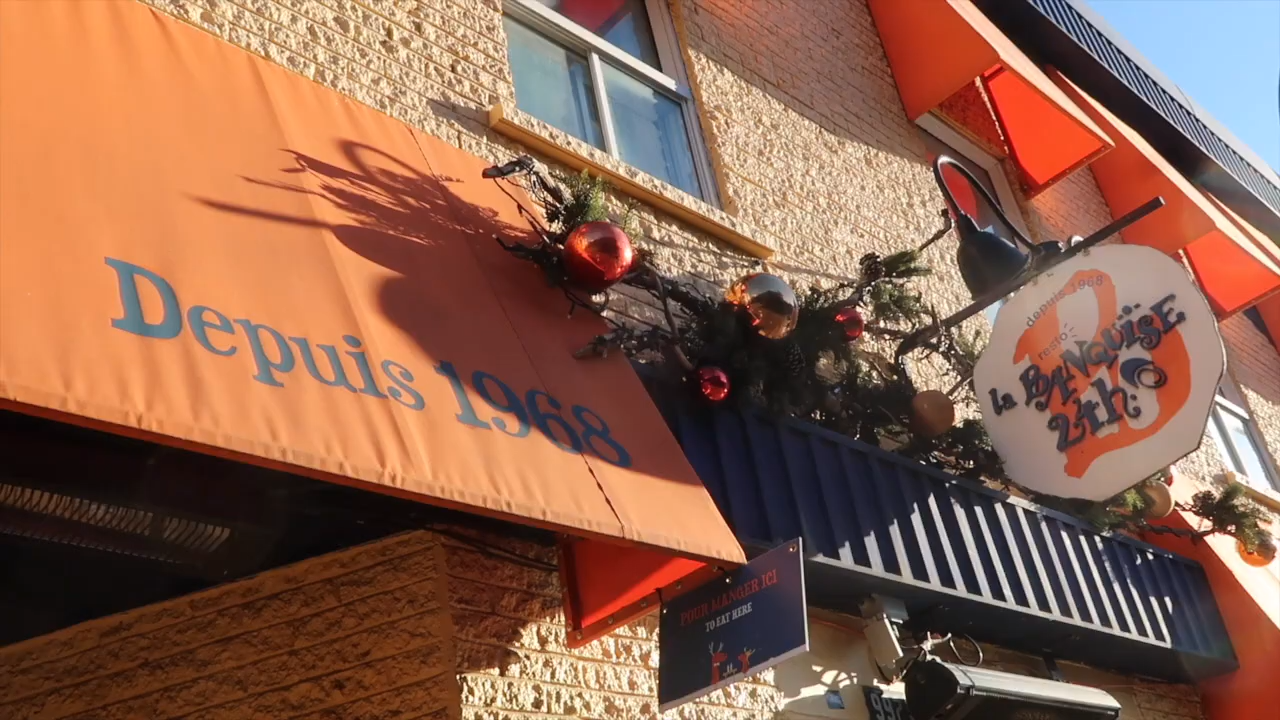 Depuis 1968
depuis 1968
resto
la BANQUISE
24h
POUR MANGER ICI
TO EAT HERE